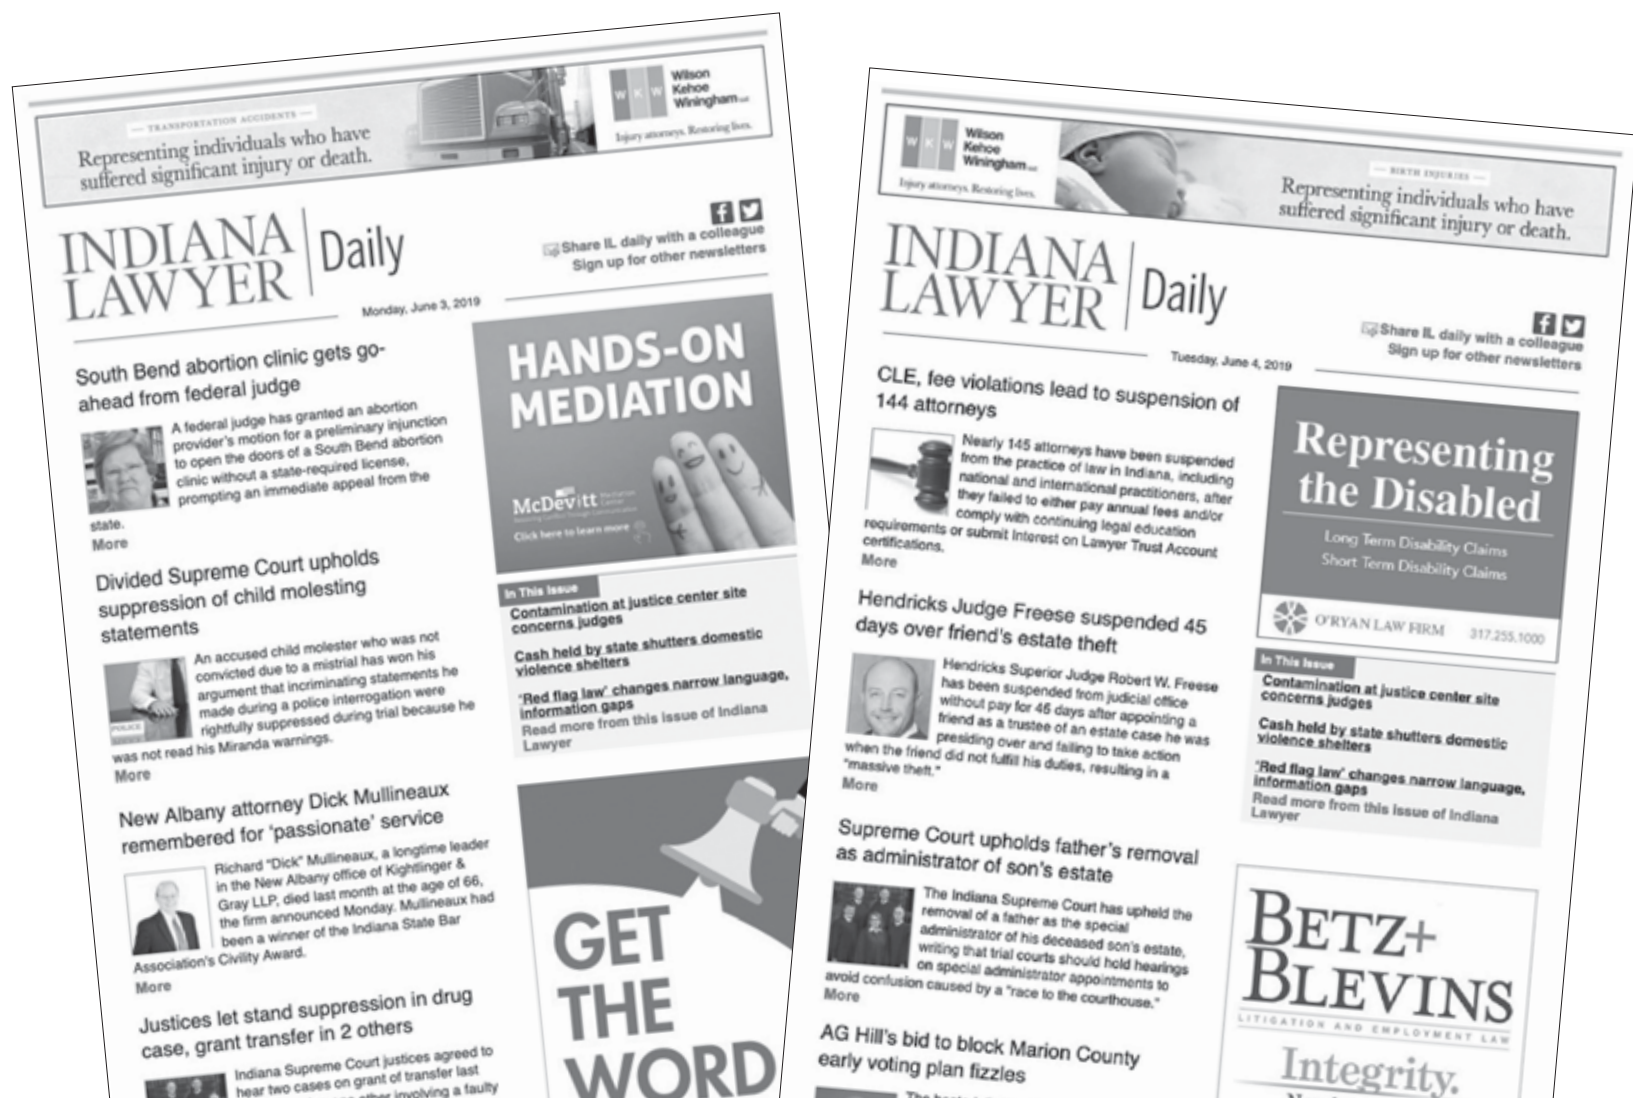 TRANSPORTATION ACCIDENTS
Representing individuals who have
suffered significant injury or death.
W K W
Wilson
Kehoe
Winingham LLC
Injury attorneys. Restoring lives.
INDIANA
LAWYER
Daily
Share IL daily with a colleague
Sign up for other newsletters
Monday, June 3, 2019
South Bend abortion clinic gets go-
ahead from federal judge
A federal judge has granted an abortion
provider's motion for a preliminary injunction
to open the doors of a South Bend abortion
clinic without a state-required license,
prompting an immediate appeal from the
state.
More
Divided Supreme Court upholds
suppression of child molesting
statements
An accused child molester who was not
convicted due to a mistrial has won his
argument that incriminating statements he
made during a police interrogation were
rightfully suppressed during trial because he
was not read his Miranda warnings.
More
POLICE
New Albany attorney Dick Mullineaux
remembered for ‘passionate’ service
Richard "Dick" Mullineaux, a longtime leader
in the New Albany office of Kightlinger &
Gray LLP, died last month at the age of 66,
the firm announced Monday. Mullineaux had
been a winner of the Indiana State Bar
Association's Civility Award.
More
Justices let stand suppression in drug
case, grant transfer in 2 others
Indiana Supreme Court justices agreed to
hear two cases on grant of transfer last
other involving a faulty
HANDS-ON
MEDIATION
McDevitt Mediation
Center
Click here to learn more
In This Issue
Contamination at justice center site
concerns judges
Cash held by state shutters domestic
violence shelters
'Red flag law' changes narrow language,
information gaps
Read more from this issue of Indiana
Lawyer
GET
THE
WORD
W K W
Wilson
Kehoe
Winingham LLC
Injury attorneys. Restoring lives.
BIRTH INJURIES
Representing individuals who have
suffered significant injury or death.
INDIANA
LAWYER
Daily
Share IL daily with a colleague
Sign up for other newsletters
Tuesday, June 4, 2019
CLE, fee violations lead to suspension of
144 attorneys
Nearly 145 attorneys have been suspended
from the practice of law in Indiana, including
national and international practitioners, after
they failed to either pay annual fees and/or
comply with continuing legal education
requirements or submit Interest on Lawyer Trust Account
certifications.
More
Hendricks Judge Freese suspended 45
days over friend's estate theft
Hendricks Superior Judge Robert W. Freese
has been suspended from judicial office
without pay for 45 days after appointing a
friend as a trustee of an estate case he was
presiding over and failing to take action
when the friend did not fulfill his duties, resulting in a
"massive theft."
More
Supreme Court upholds father’s removal
as administrator of son’s estate
The Indiana Supreme Court has upheld the
removal of a father as the special
administrator of his deceased son's estate,
writing that trial courts should hold hearings
on special administrator appointments to
avoid confusion caused by a "race to the courthouse."
More
AG Hill’s bid to block Marion County
early voting plan fizzles
Representing
the Disabled
Long Term Disability Claims
Short Term Disability Claims
O'RYAN LAW FIRM 317.255.1000
In This Issue
Contamination at justice center site
concerns judges
Cash held by state shutters domestic
violence shelters
'Red flag law' changes narrow language,
information gaps
Read more from this issue of Indiana
Lawyer
BETZ+
BLEVINS
LITIGATION AND EMPLOYMENT LAW
Integrity.